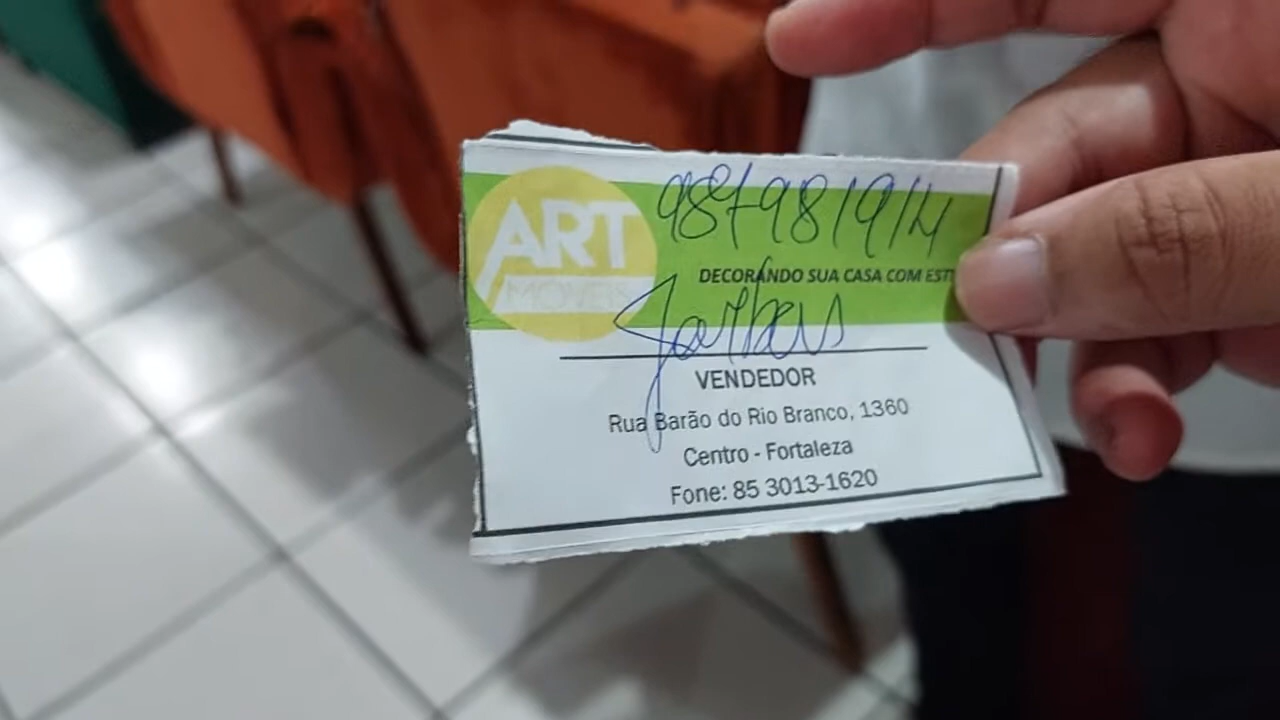 ART
MÓVEIS
987981914
DECORANDO SUA CASA COM EST
Jarbas
VENDEDOR
Rua Barão do Rio Branco, 1360
Centro - Fortaleza
Fone: 85 3013-1620